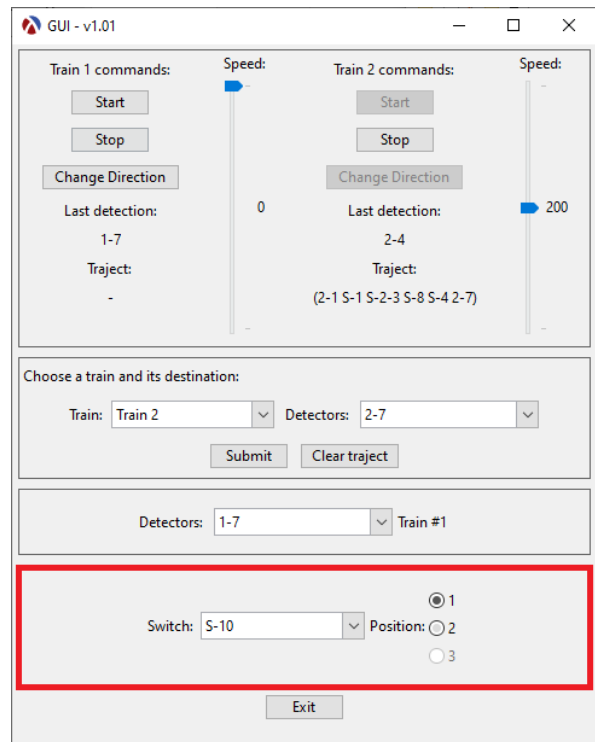 GUI - v1.01
Train 1 commands:
Speed:
Start
Stop
Change Direction
Last detection:
0
1-7
Traject:
-
Train 2 commands:
Speed:
Start
Stop
Change Direction
Last detection:
200
2-4
Traject:
(2-1 S-1 S-2-3 S-8 S-4 2-7)
Choose a train and its destination:
Train: Train 2 Detectors: 2-7
Submit Clear traject
Detectors: 1-7 Train #1
1
Switch: S-10 Position: 2
3
Exit